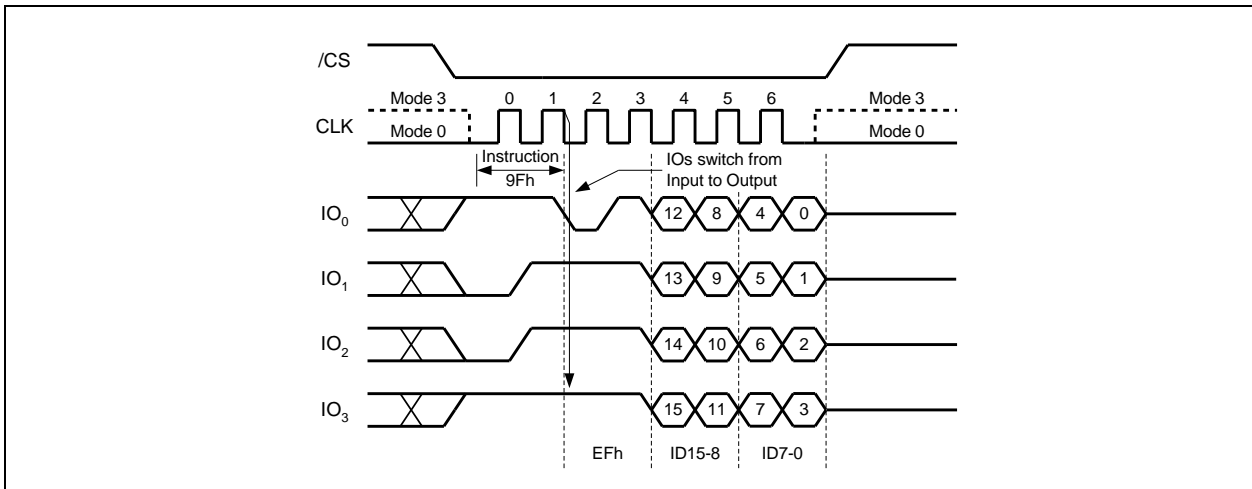 /CS
Mode 3 0 1 2 3 4 5 6 Mode 3
CLK Mode 0 Mode 0
Instruction IOs switch from
9Fh Input to Output
IO0 12 8 4 0
IO1 13 9 5 1
IO2 14 10 6 2
IO3 15 11 7 3
EFh ID15-8 ID7-0